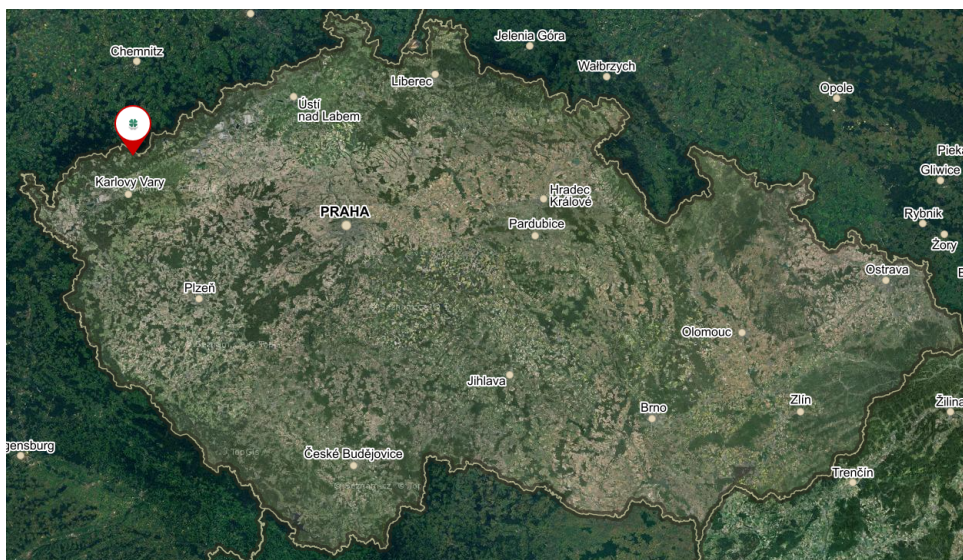 Jelenia Góra
Chemnitz
Wałbrzych
Liberec
Opole
Ústí
nad Labem
Gliwice
Karlovy Vary
Hradec
Králové
PRAHA
Rybnik
Pardubice
Żory
Ostrava
Plzeň
Olomouc
Jihlava
Zlín
Žilina
Brno
České Budějovice
Trenčín